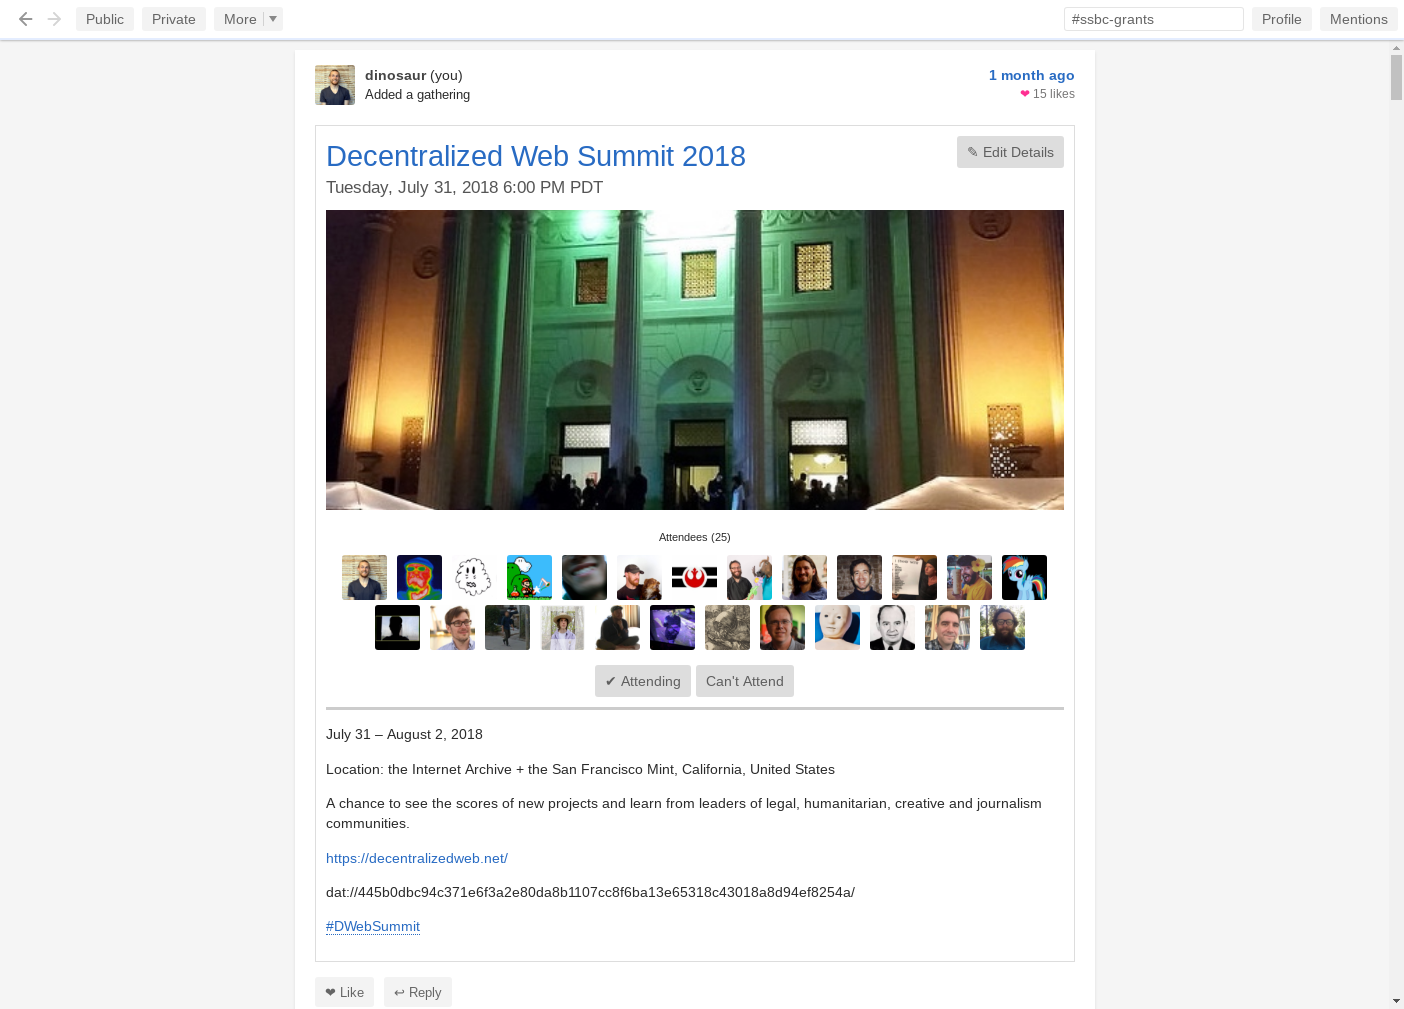 Public Private More #ssbc-grants Profile Mentions
dinosaur (you) 1 month ago
Added a gathering ❤ 15 likes
Decentralized Web Summit 2018 ✎ Edit Details
Tuesday, July 31, 2018 6:00 PM PDT
Attendees (25)
✔ Attending Can't Attend
July 31 – August 2, 2018
Location: the Internet Archive + the San Francisco Mint, California, United States
A chance to see the scores of new projects and learn from leaders of legal, humanitarian, creative and journalism
communities.
https://decentralizedweb.net/
dat://445b0dbc94c371e6f3a2e80da8b1107cc8f6ba13e65318c43018a8d94ef8254a/
#DWebSummit
❤ Like ↩ Reply